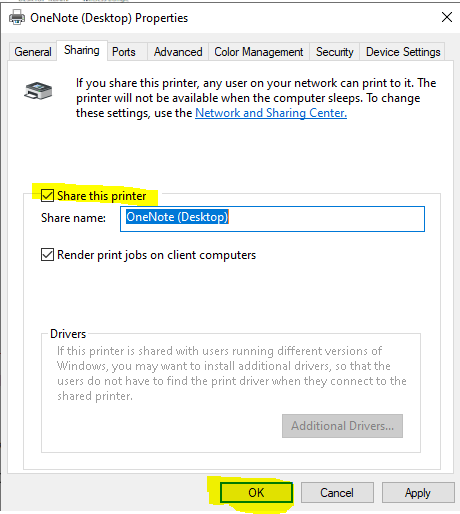 OneNote (Desktop) Properties
General Sharing Ports Advanced Color Management Security Device Settings
If you share this printer, any user on your network can print to it. The
printer will not be available when the computer sleeps. To change
these settings, use the Network and Sharing Center.
Share this printer
Share name: OneNote (Desktop)
Render print jobs on client computers
Drivers
If this printer is shared with users running different versions of
Windows, you may want to install additional drivers, so that the
users do not have to find the print driver when they connect to the
shared printer.
Additional Drivers...
OK Cancel Apply